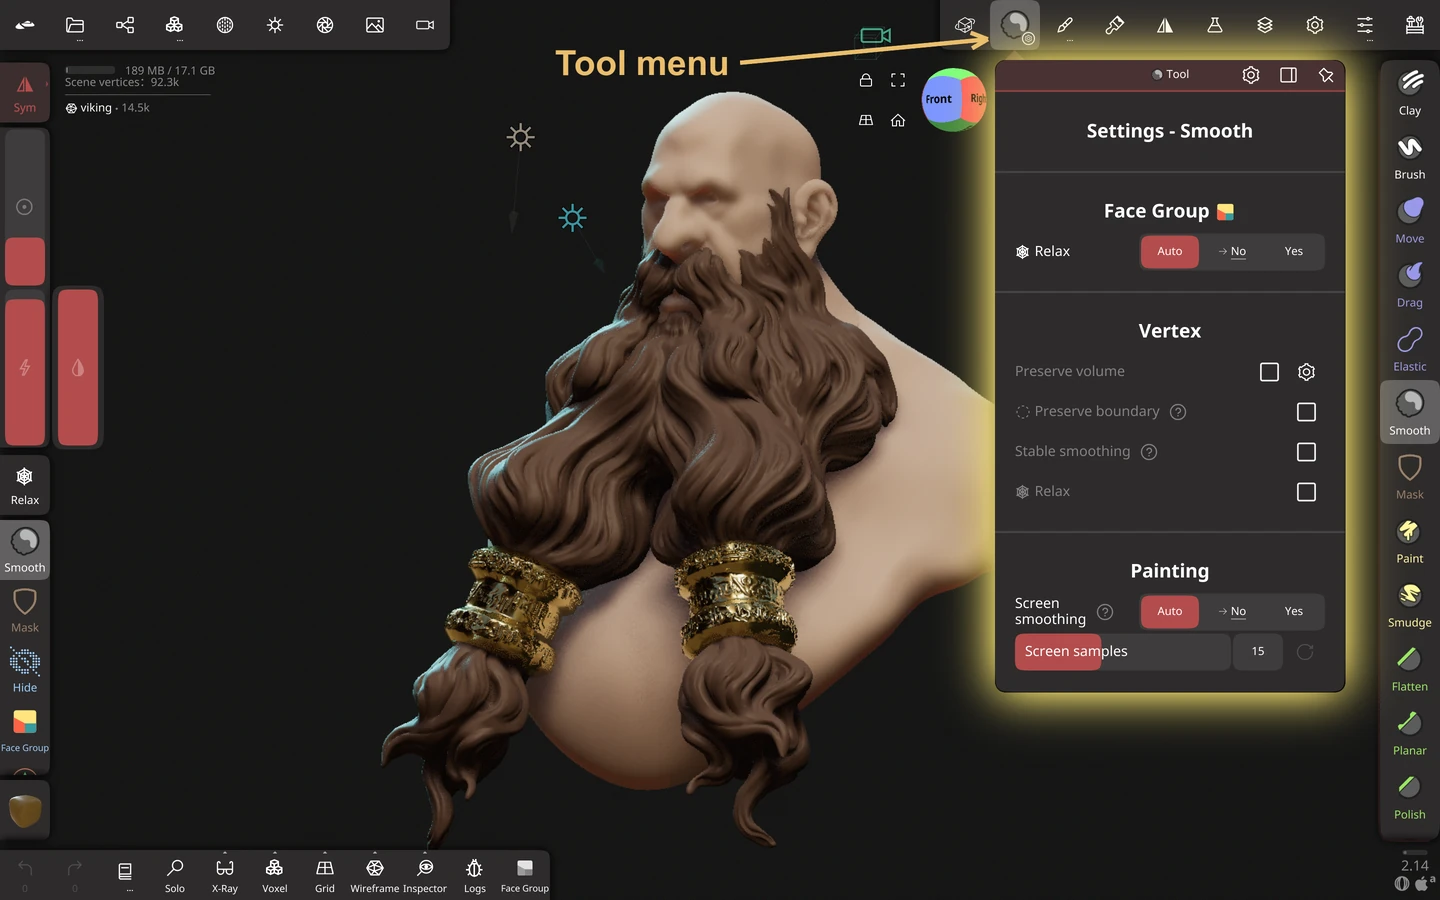 Tool menu
189 MB / 17.1 GB
Scene vertices: 92.3k
viking • 14.5k
Sym
Front
Tool
Settings - Smooth
Face Group
Relax
Auto
→ No
Yes
Vertex
Preserve volume
Preserve boundary ?
Stable smoothing ?
Relax
Painting
Screen
smoothing ?
Auto
→ No
Yes
Screen samples
15
Clay
Brush
Move
Drag
Elastic
Smooth
Mask
Paint
Smudge
Flatten
Planar
Polish
Relax
Smooth
Mask
Hide
Face Group
0
0
...
Solo
X-Ray
Voxel
Grid
Wireframe
Inspector
Logs
Face Group
2.14
a